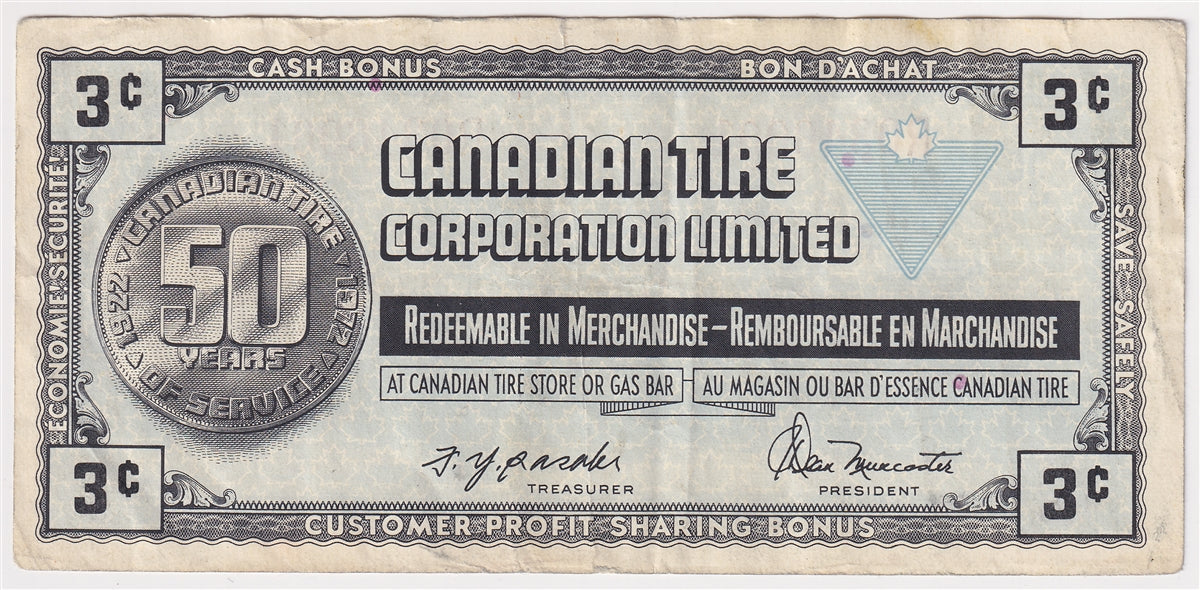 3¢
CASH BONUS
BON D'ACHAT
3¢
ECONOMIE! SECURITE!
CANADIAN TIRE
1922
50
YEARS
1972
OF SERVICE
CANADIAN TIRE
CORPORATION LIMITED
REDEEMABLE IN MERCHANDISE – REMBOURSABLE EN MARCHANDISE
AT CANADIAN TIRE STORE OR GAS BAR
AU MAGASIN OU BAR D'ESSENCE CANADIAN TIRE
SAVE SAFELY
Dean Muncaster
TREASURER
PRESIDENT
3¢
CUSTOMER PROFIT SHARING BONUS
3¢